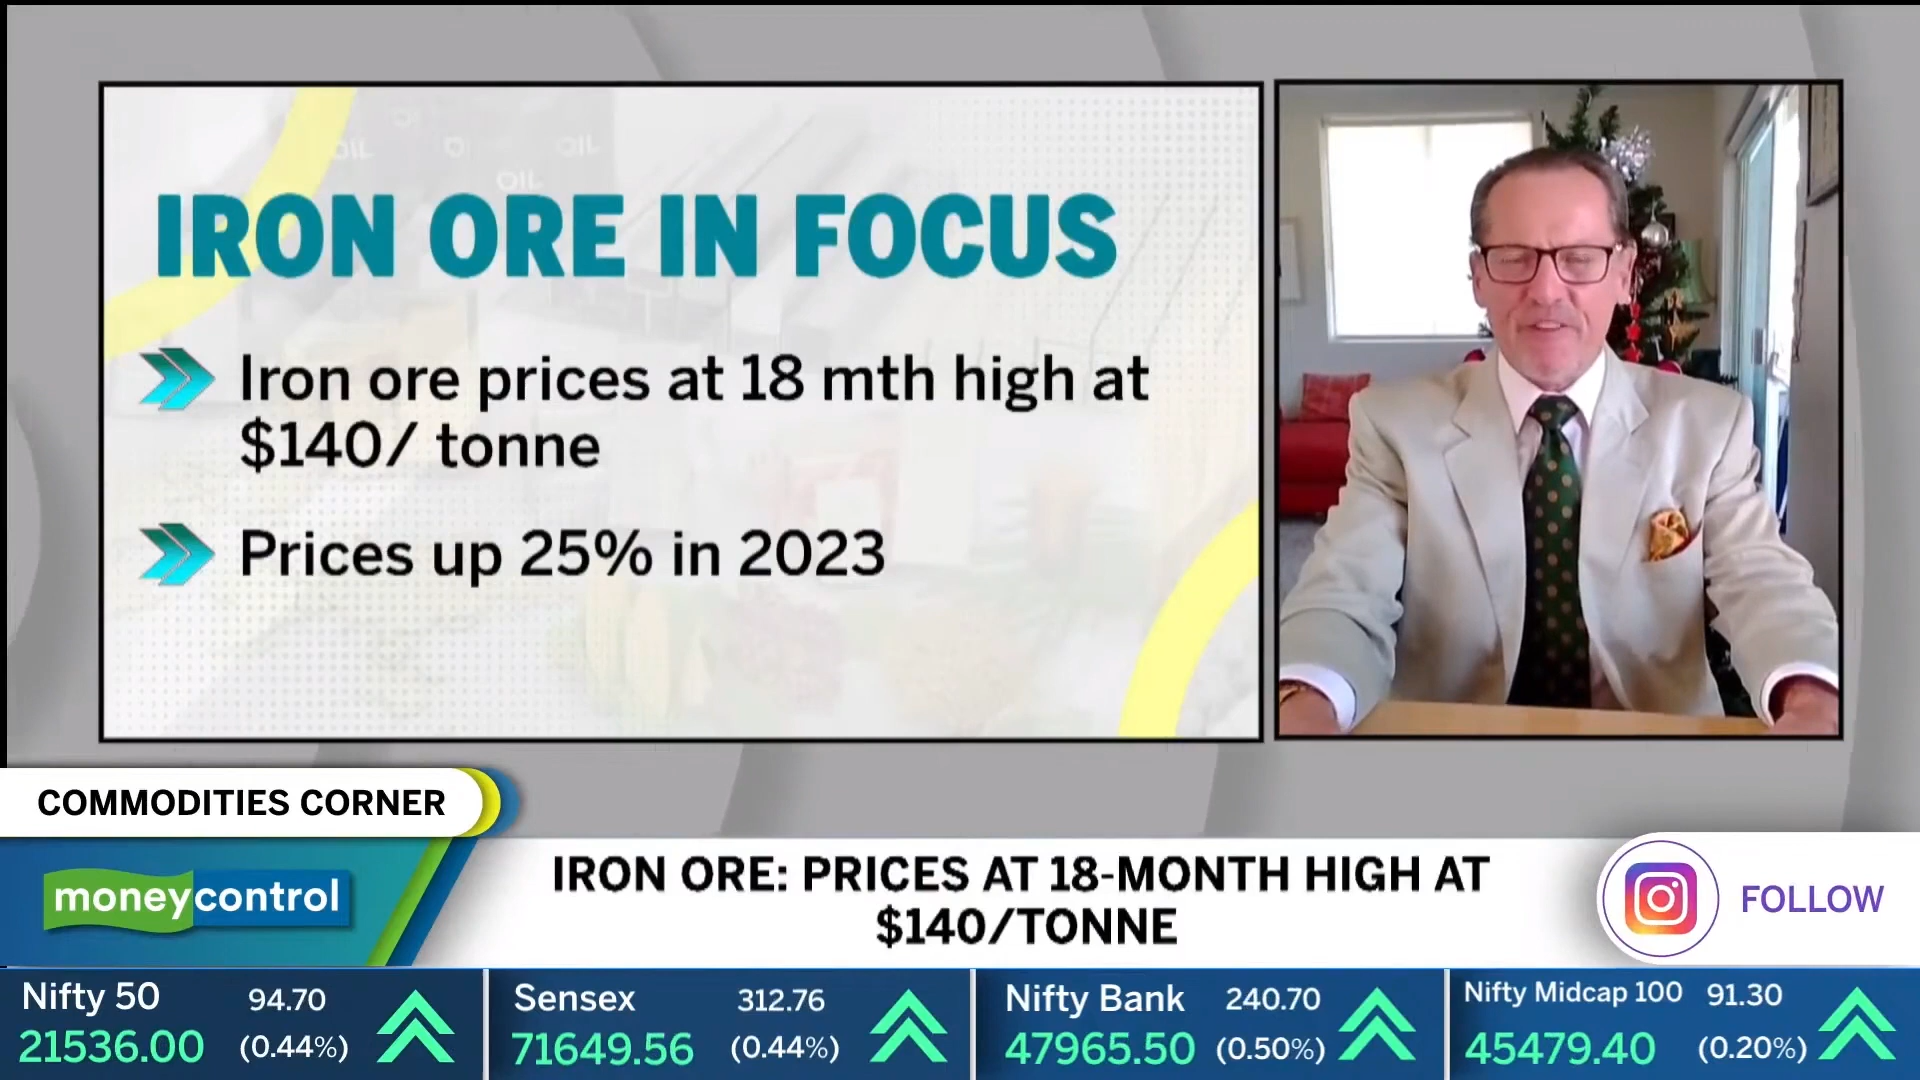 OIL
OIL
OIL
IRON ORE IN FOCUS
Iron ore prices at 18 mth high at
$140/ tonne
Prices up 25% in 2023
COMMODITIES CORNER
moneycontrol
IRON ORE: PRICES AT 18-MONTH HIGH AT
$140/TONNE
FOLLOW
Nifty 50 94.70
21536.00 (0.44%)
Sensex 312.76
71649.56 (0.44%)
Nifty Bank 240.70
47965.50 (0.50%)
Nifty Midcap 100 91.30
45479.40 (0.20%)